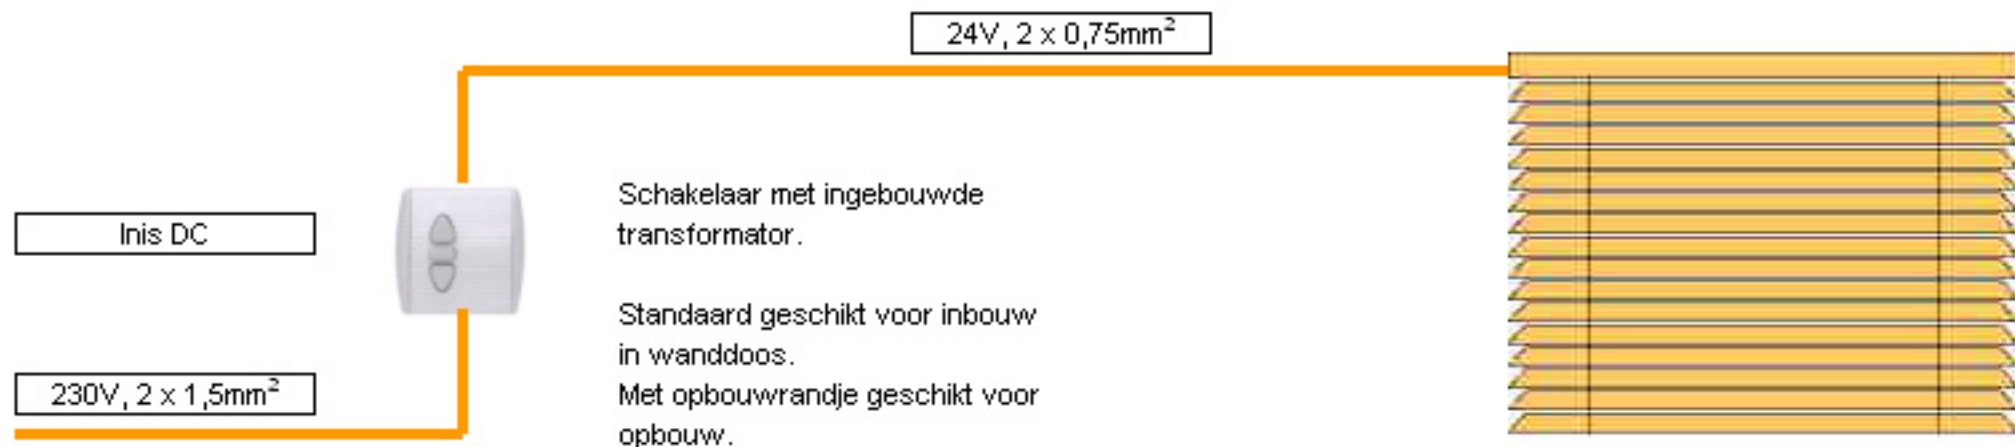 24V, 2 x 0,75mm²
Schakelaar met ingebouwde
transformator.
Inis DC
Standaard geschikt voor inbouw
in wanddoos.
230V, 2 x 1,5mm²
Met opbouwrandje geschikt voor
opbouw.